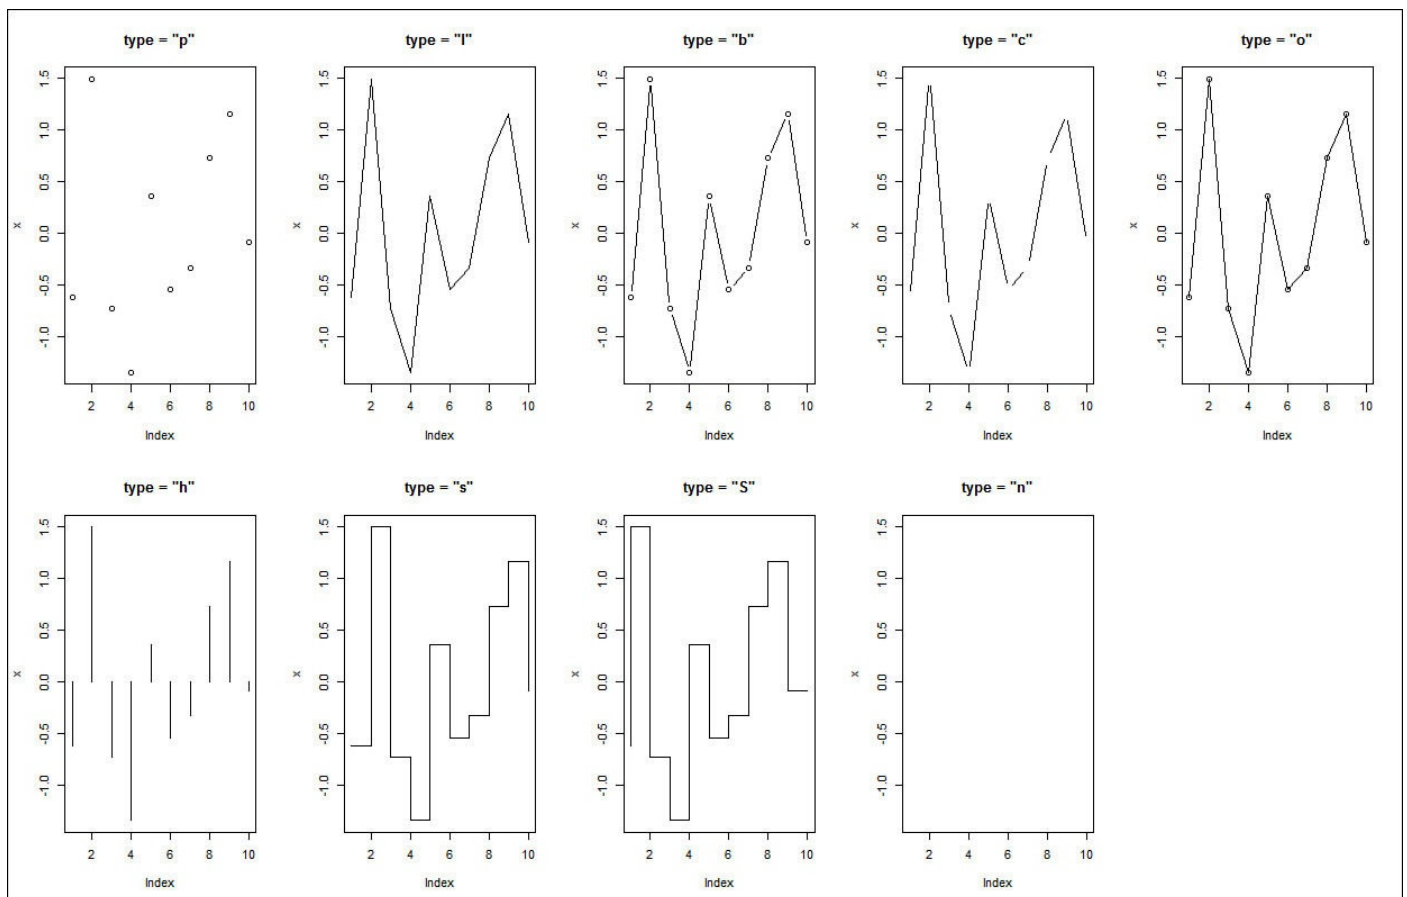 type = "p" type = "l" type = "b" type = "c" type = "o"
1.5 1.5 1.5 1.5 1.5
1.0 1.0 1.0 1.0 1.0
0.5 0.5 0.5 0.5 0.5
x x x x x
0.0 0.0 0.0 0.0 0.0
-0.5 -0.5 -0.5 -0.5 -0.5
-1.0 -1.0 -1.0 -1.0 -1.0
2 4 6 8 10 2 4 6 8 10 2 4 6 8 10 2 4 6 8 10 2 4 6 8 10
Index Index Index Index Index
type = "h" type = "s" type = "S" type = "n"
1.5 1.5 1.5 1.5
1.0 1.0 1.0 1.0
0.5 0.5 0.5 0.5
x x x x
0.0 0.0 0.0 0.0
-0.5 -0.5 -0.5 -0.5
-1.0 -1.0 -1.0 -1.0
2 4 6 8 10 2 4 6 8 10 2 4 6 8 10 2 4 6 8 10
Index Index Index Index